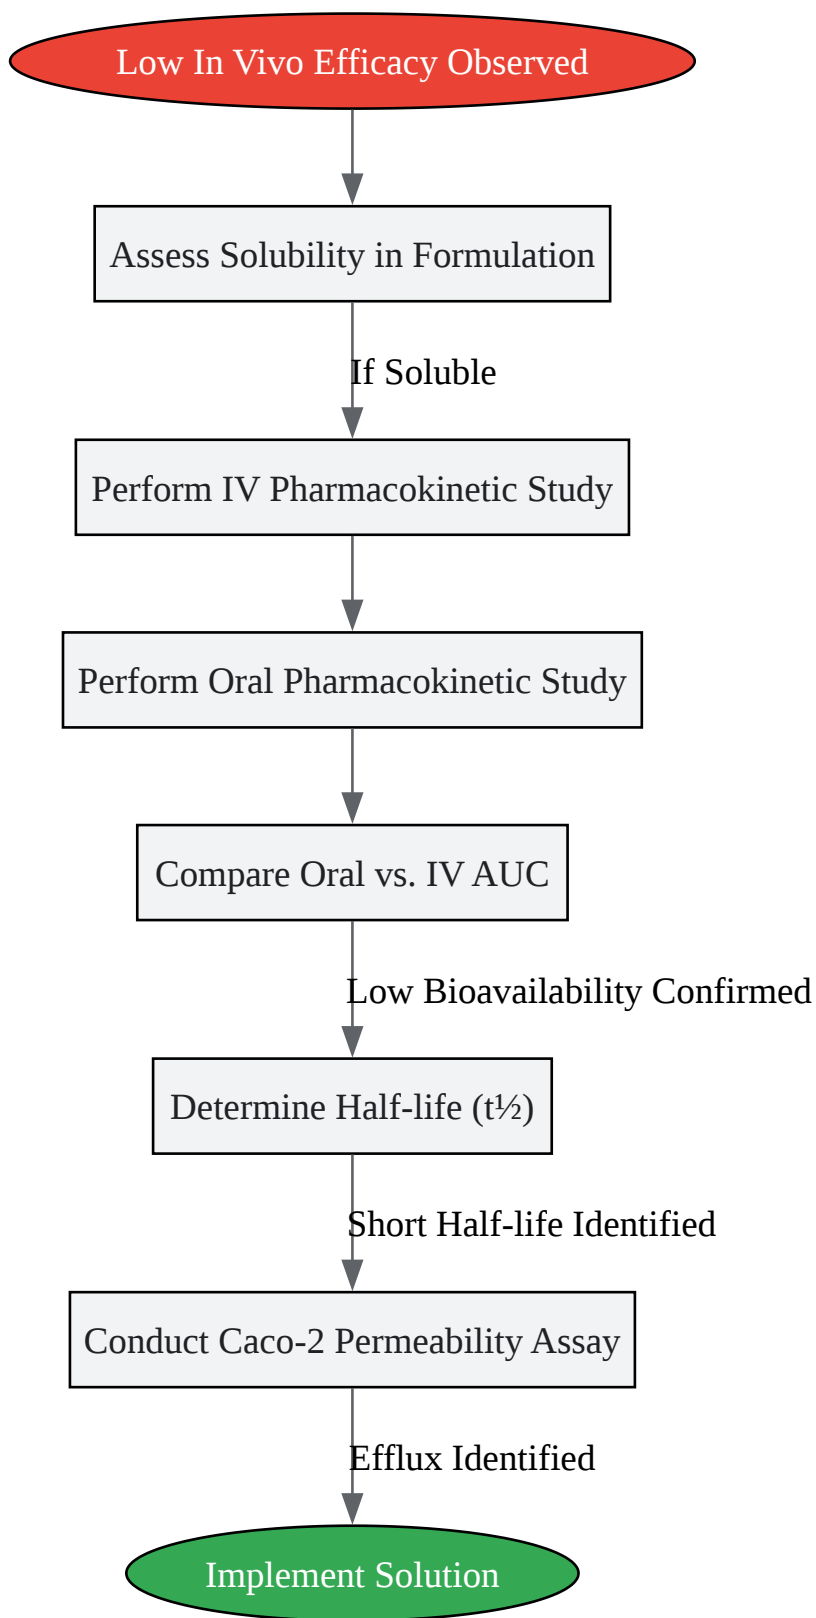 Low In Vivo Efficacy Observed
Assess Solubility in Formulation
If Soluble
Perform IV Pharmacokinetic Study
Perform Oral Pharmacokinetic Study
Compare Oral vs. IV AUC
Low Bioavailability Confirmed
Determine Half-life (t½)
Short Half-life Identified
Conduct Caco-2 Permeability Assay
Efflux Identified
Implement Solution